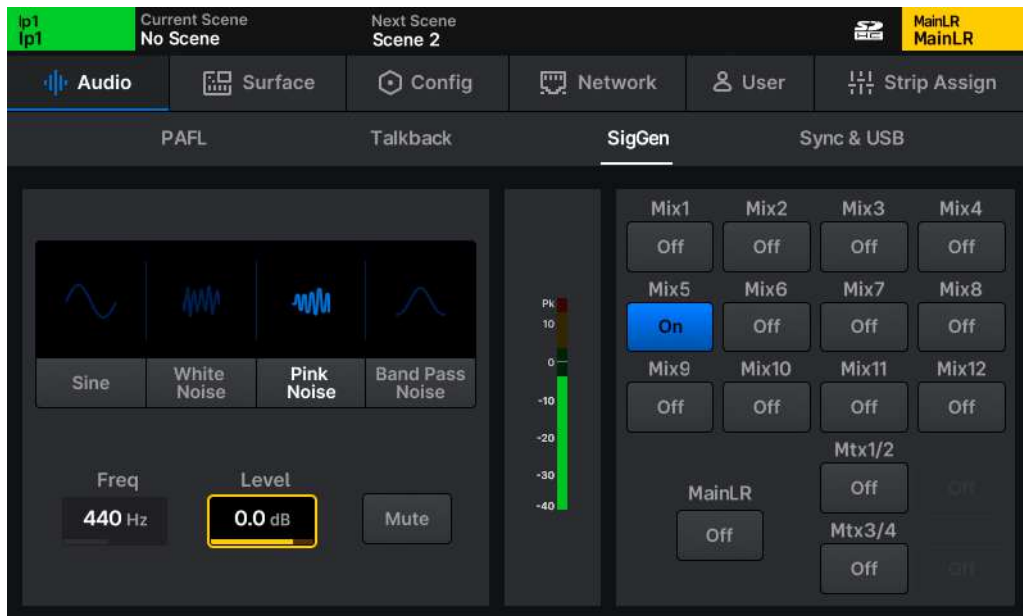 Ip1
Ip1
Current Scene
No Scene
Next Scene
Scene 2
MainLR
MainLR
Audio
Surface
Config
Network
User
Strip Assign
PAFL
Talkback
SigGen
Sync & USB
Sine
White
Noise
Pink
Noise
Band Pass
Noise
Freq
440 Hz
Level
0.0 dB
Mute
Pk
10
0
-10
-20
-30
-40
Mix1 Mix2 Mix3 Mix4
Off Off Off Off
Mix5 Mix6 Mix7 Mix8
On Off Off Off
Mix9 Mix10 Mix11 Mix12
Off Off Off Off
Mtx1/2
Off Off
MainLR
Off
Mtx3/4
Off Off